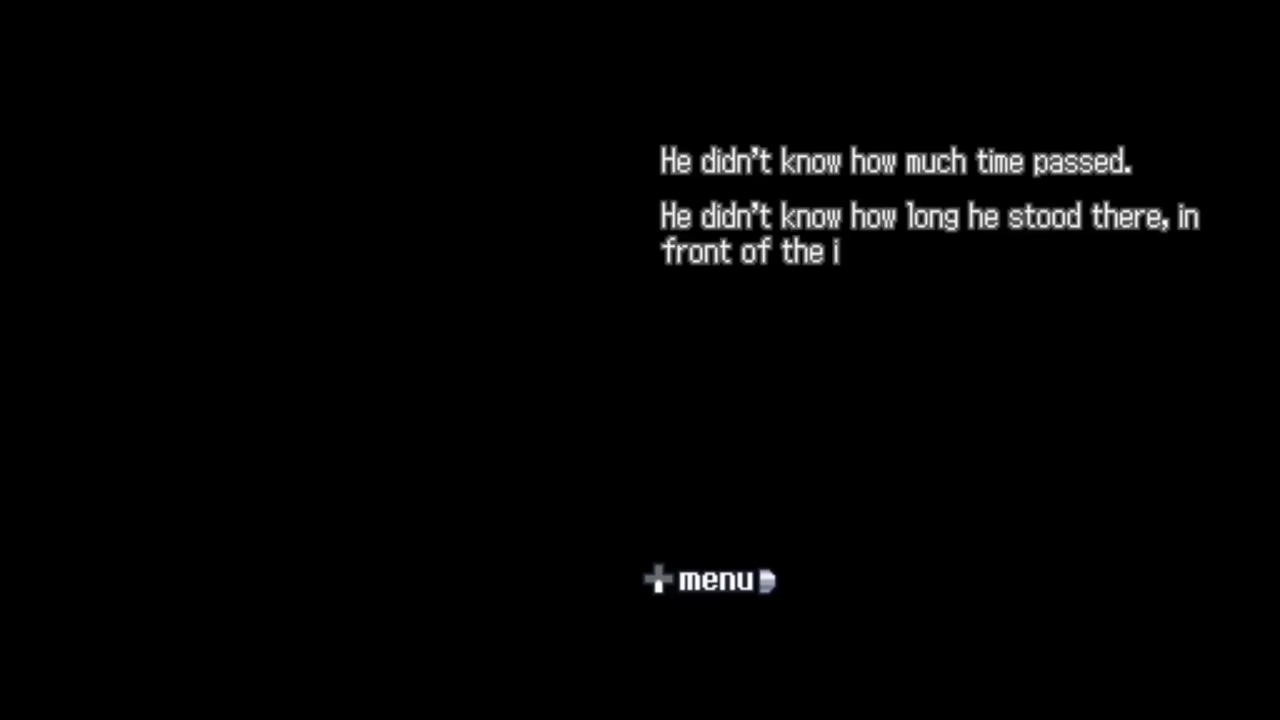 He didn't know how much time passed.
He didn't know how long he stood there, in
front of the i
menu